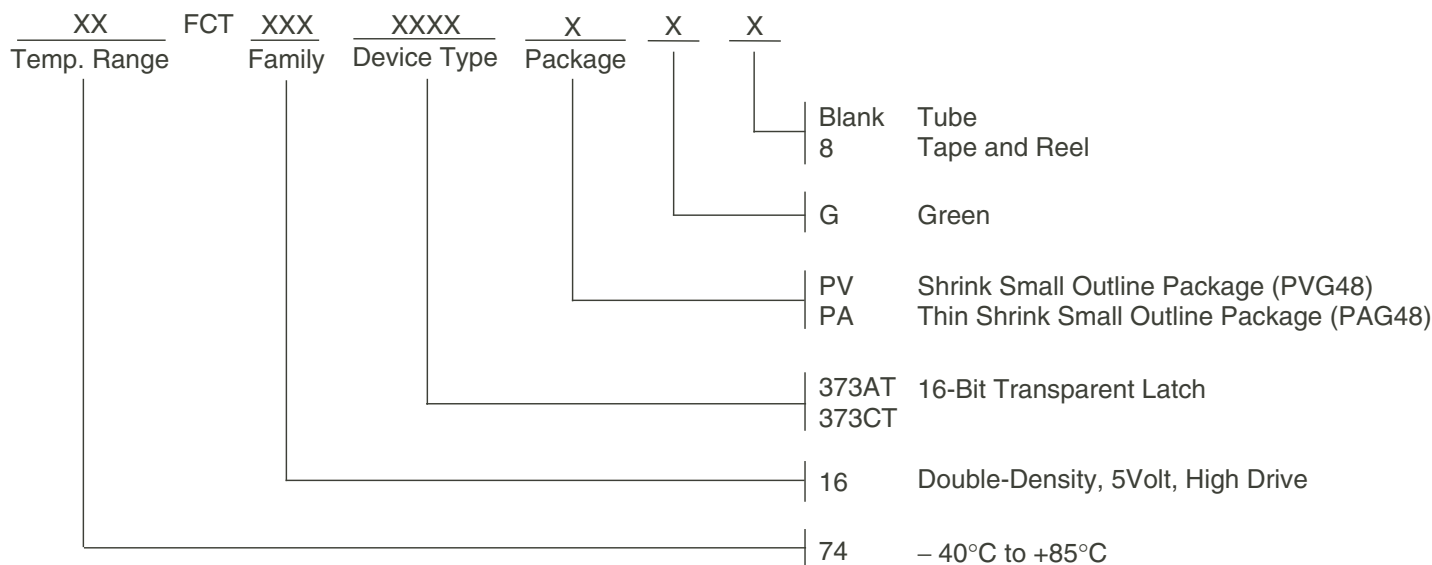 XX FCT XXX XXXX X X X
Temp. Range Family Device Type Package
Blank Tube
8 Tape and Reel
G Green
PV Shrink Small Outline Package (PVG48)
PA Thin Shrink Small Outline Package (PAG48)
373AT 16-Bit Transparent Latch
373CT
16 Double-Density, 5Volt, High Drive
74 – 40°C to +85°C